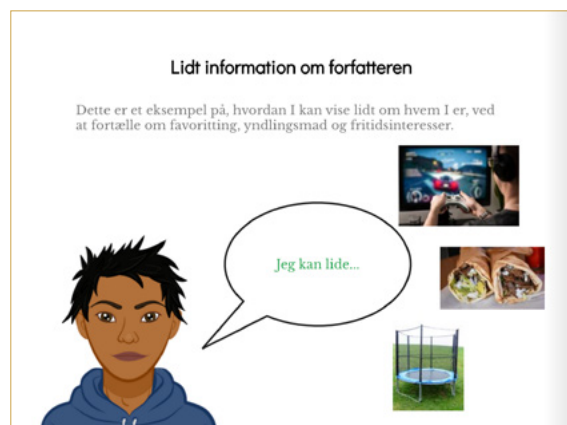 Lidt information om forfatteren
Dette er et eksempel på, hvordan I kan vise lidt om hvem I er, ved
at fortælle om favoritting, yndlingsmad og fritidsinteresser.
Jeg kan lide...